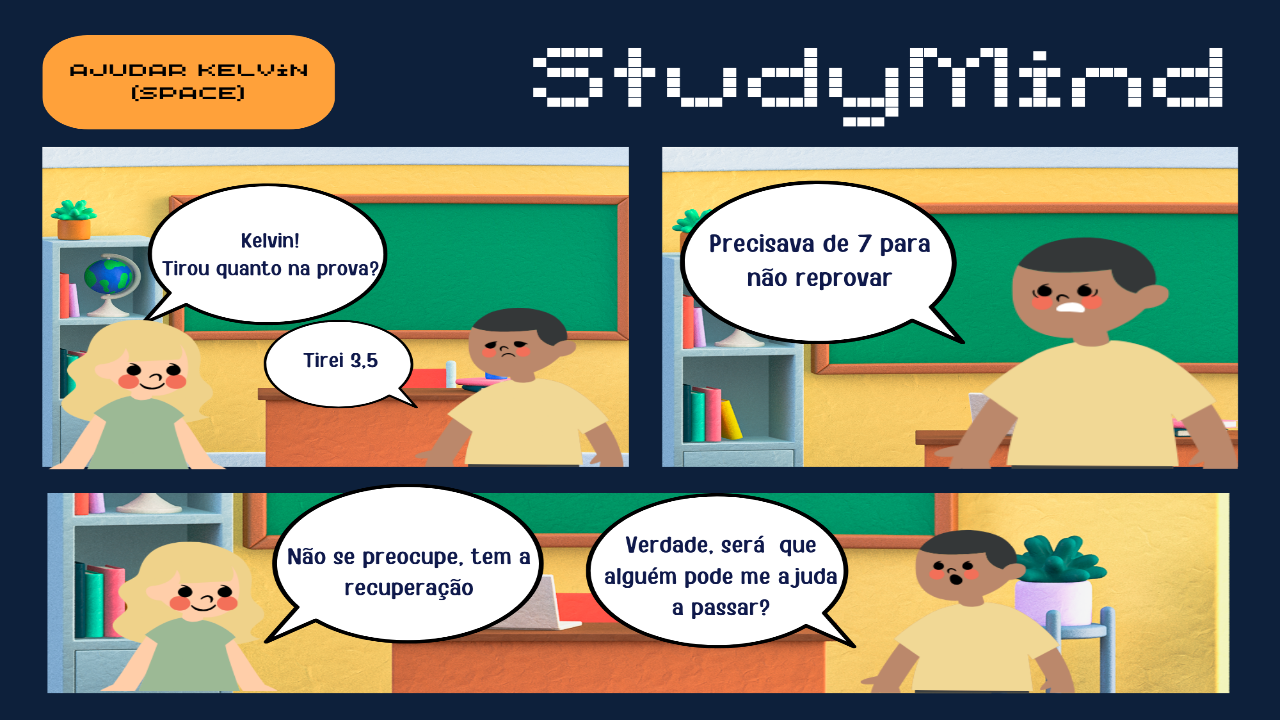 AJUDAR KELViN
(SPACE)
StudyMind
Kelvin!
Tirou quanto na prova?
Tirei 3,5
Precisava de 7 para
não reprovar
Não se preocupe, tem a
recuperação
Verdade, será que
alguém pode me ajuda
a passar?